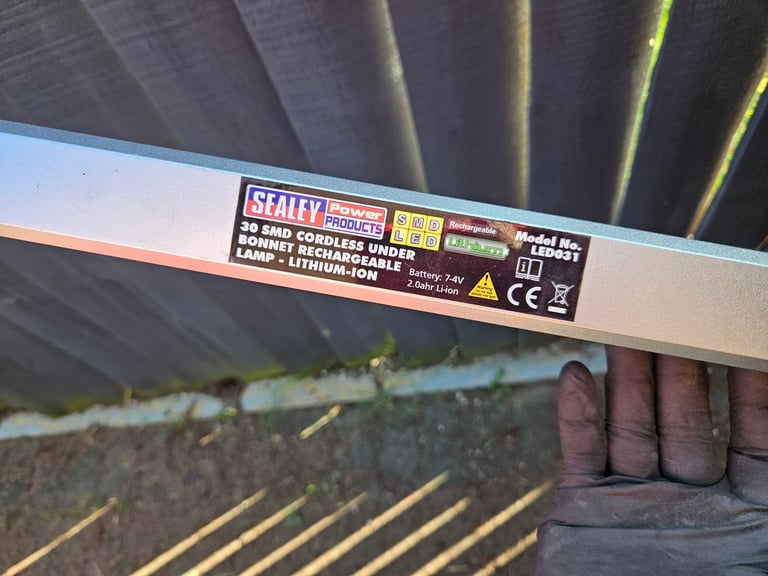 SEALEY Power PRODUCTS
SMD
LED
Rechargeable
Lithium
Model No.
LED031
30 SMD CORDLESS UNDER
BONNET RECHARGEABLE
LAMP - LITHIUM-ION
Battery: 7-4V
2.0ahr Li-ion
Warning
CE